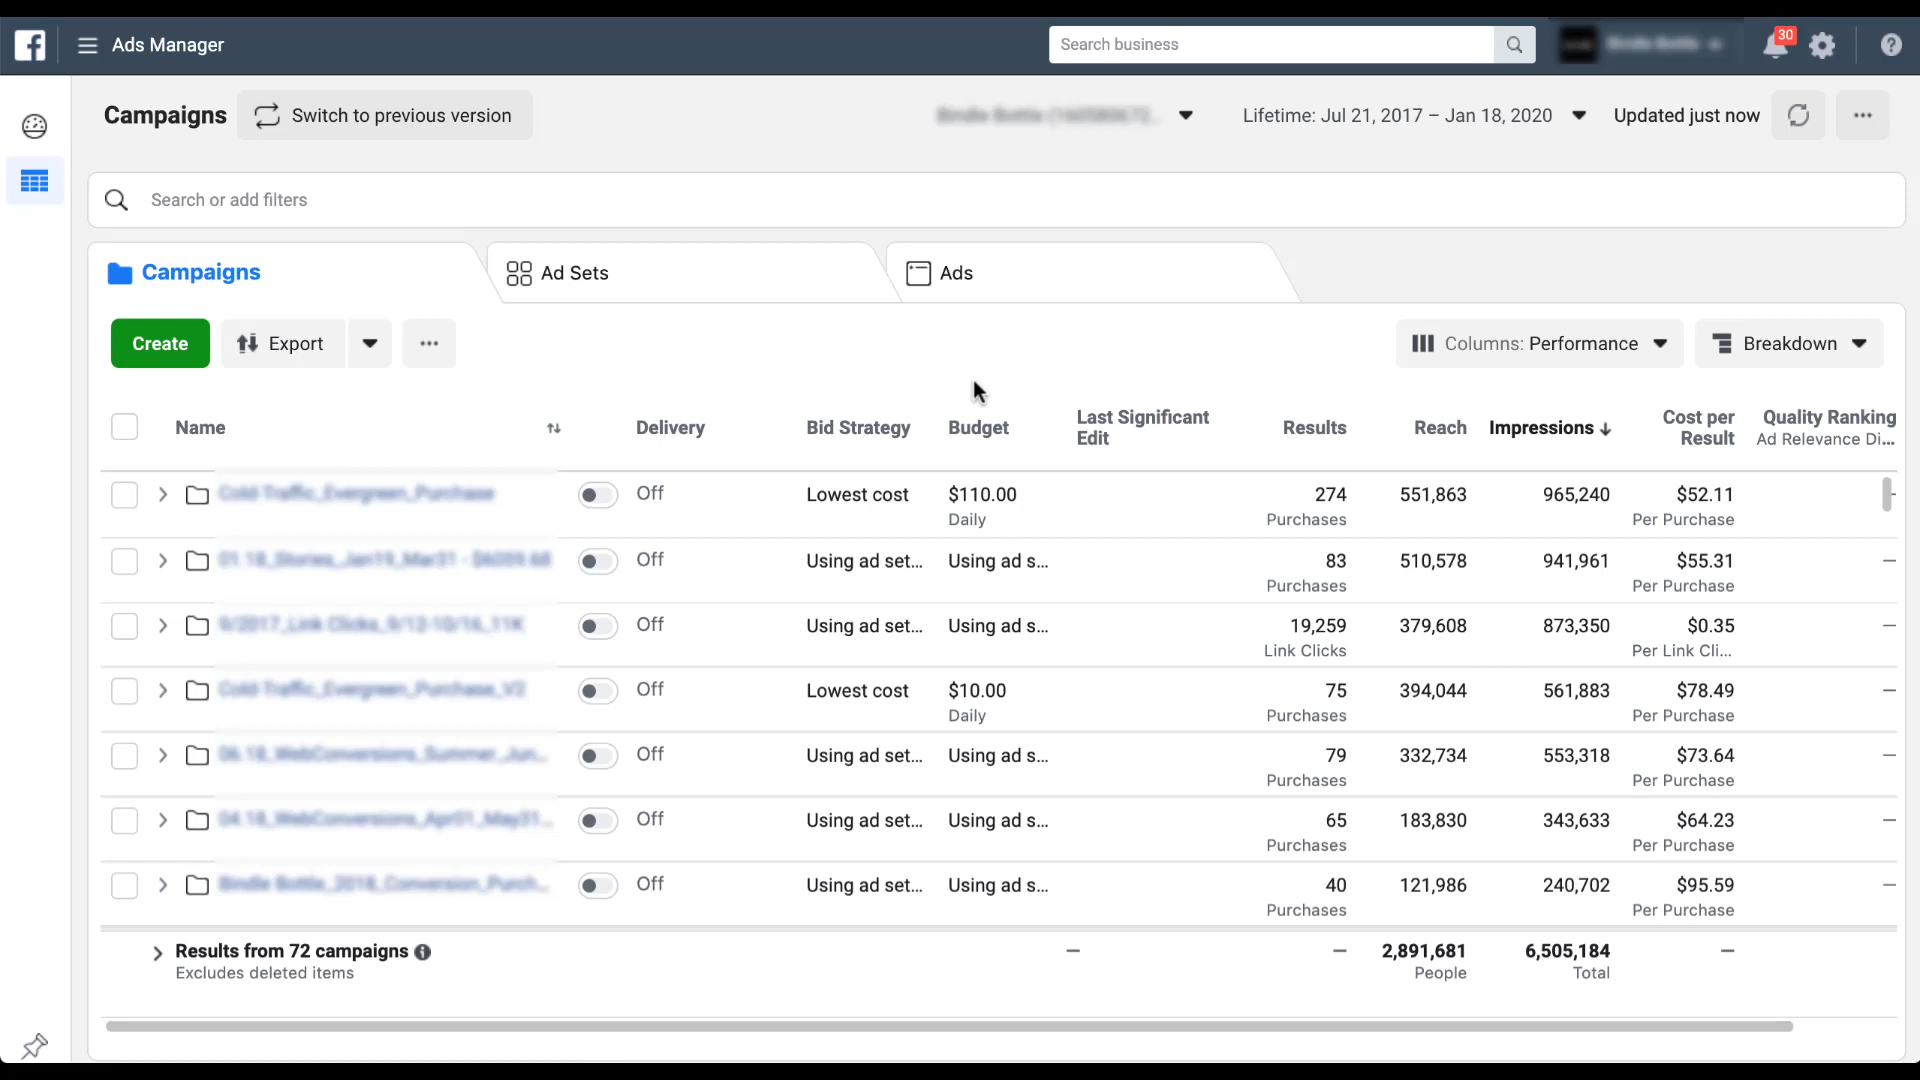 Ads Manager
Search business
30
Campaigns
Switch to previous version
Lifetime: Jul 21, 2017 – Jan 18, 2020
Updated just now
Search or add filters
Campaigns
Ad Sets
Ads
Create
Export
Columns: Performance
Breakdown
Name
Delivery
Bid Strategy
Budget
Last Significant Edit
Results
Reach
Impressions
Cost per Result
Quality Ranking
Ad Relevance Di...
Off Lowest cost $110.00 274 551,863 965,240 $52.11
Daily Purchases Per Purchase
Off Using ad set... Using ad s... 83 510,578 941,961 $55.31 —
Purchases Per Purchase
Off Using ad set... Using ad s... 19,259 379,608 873,350 $0.35 —
Link Clicks Per Link Cli...
Off Lowest cost $10.00 75 394,044 561,883 $78.49 —
Daily Purchases Per Purchase
Off Using ad set... Using ad s... 79 332,734 553,318 $73.64 —
Purchases Per Purchase
Off Using ad set... Using ad s... 65 183,830 343,633 $64.23 —
Purchases Per Purchase
Off Using ad set... Using ad s... 40 121,986 240,702 $95.59 —
Purchases Per Purchase
Results from 72 campaigns — — 2,891,681 6,505,184 —
Excludes deleted items People Total